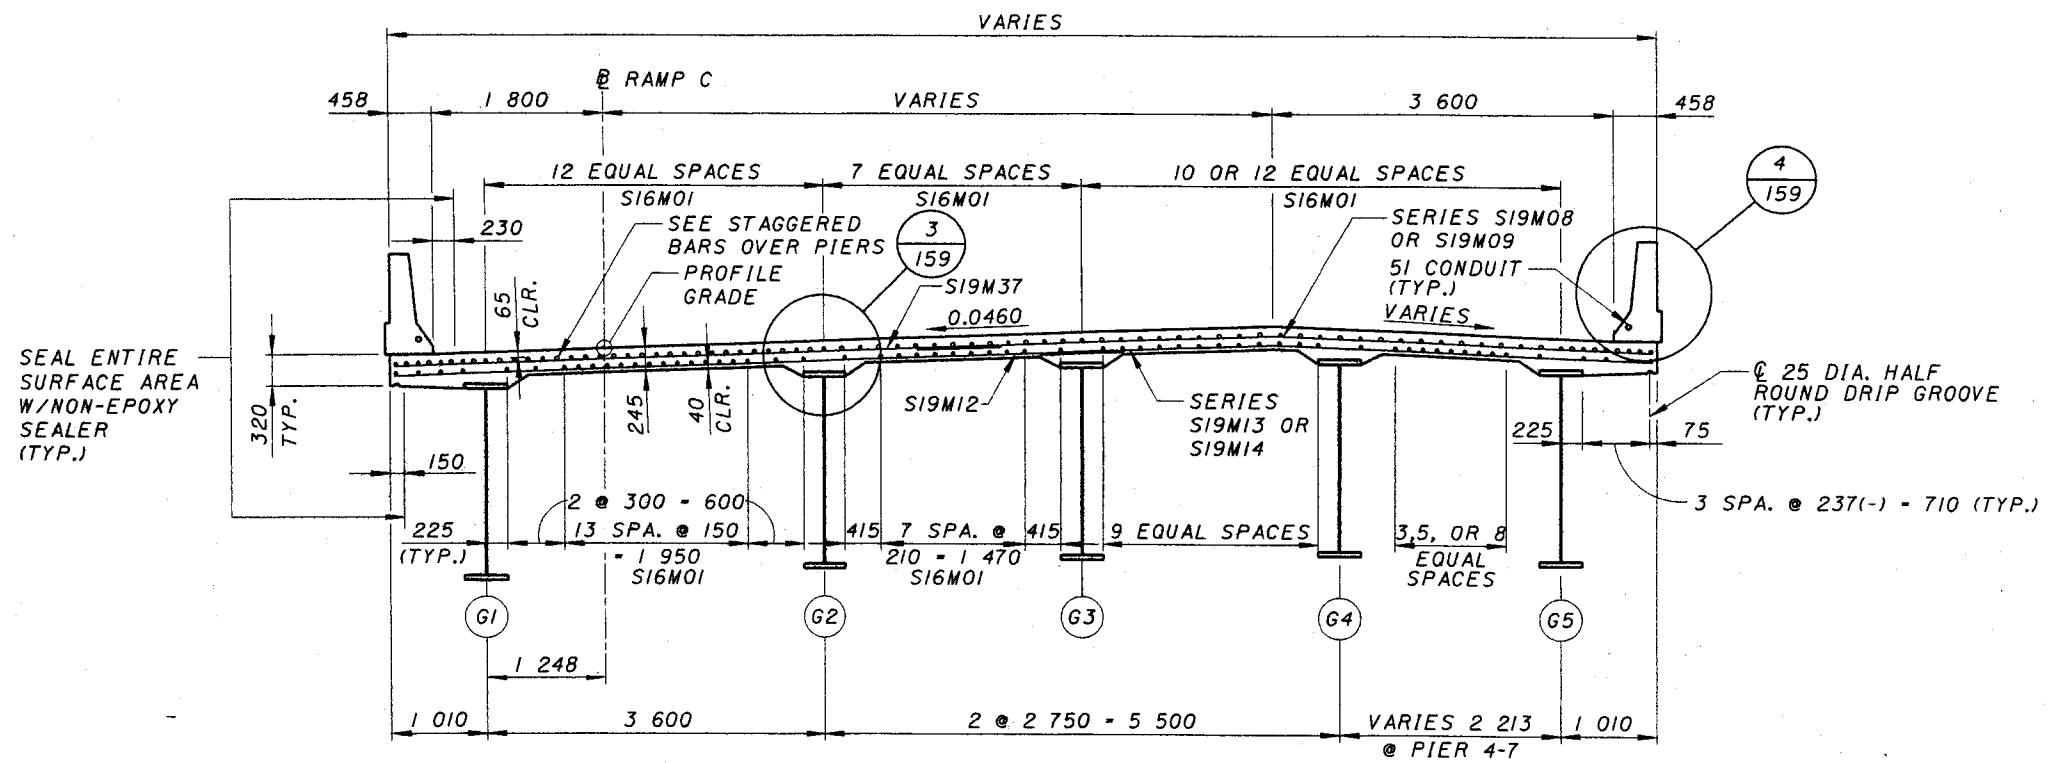 VARIES
℄ RAMP C
458
1 800
VARIES
3 600
458
12 EQUAL SPACES
S16M01
7 EQUAL SPACES
S16M01
10 OR 12 EQUAL SPACES
S16M01
4
159
230
SEE STAGGERED
BARS OVER PIERS
3
159
SERIES S19M08
OR S19M09
PROFILE
GRADE
51 CONDUIT
(TYP.)
65
CLR.
S19M37
0.0460
VARIES
SEAL ENTIRE
SURFACE AREA
W/NON-EPOXY
SEALER
(TYP.)
320
TYP.
245
40
CLR.
S19M12
SERIES
S19M13 OR
S19M14
℄ 25 DIA. HALF
ROUND DRIP GROOVE
(TYP.)
225
75
150
2 @ 300 = 600
3 SPA. @ 237(-) = 710 (TYP.)
225
(TYP.)
13 SPA. @ 150
= 1 950
S16M01
415
7 SPA. @
210 = 1 470
S16M01
415
9 EQUAL SPACES
3,5, OR 8
EQUAL
SPACES
G1
G2
G3
G4
G5
1 248
1 010
3 600
2 @ 2 750 = 5 500
VARIES 2 213
@ PIER 4-7
1 010